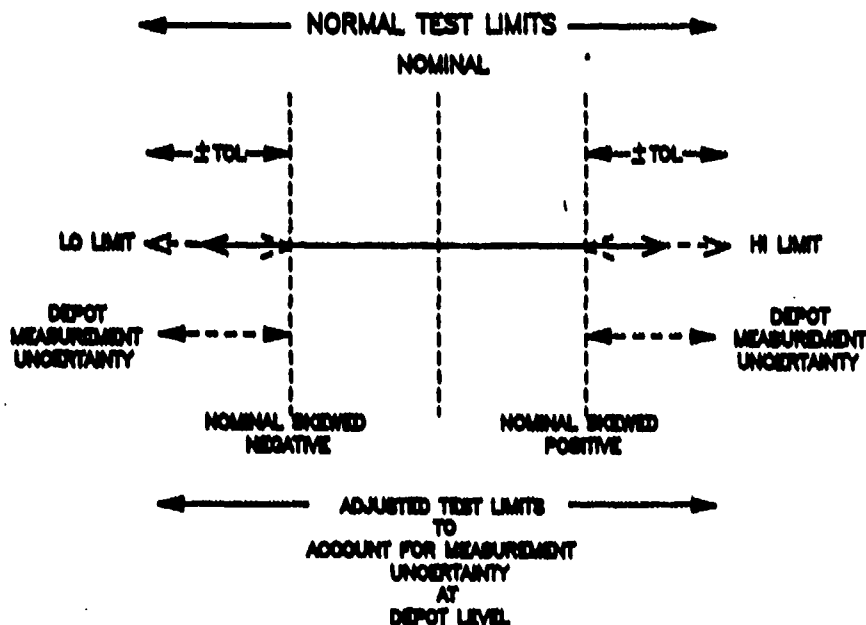 NORMAL TEST LIMITS
NOMINAL
±TOL
±TOL
LO LIMIT
HI LIMIT
DEPOT
MEASUREMENT
UNCERTAINTY
DEPOT
MEASUREMENT
UNCERTAINTY
NOMINAL SKEWED
NEGATIVE
NOMINAL SKEWED
POSITIVE
ADJUSTED TEST LIMITS
TO
ACCOUNT FOR MEASUREMENT
UNCERTAINTY
AT
DEPOT LEVEL